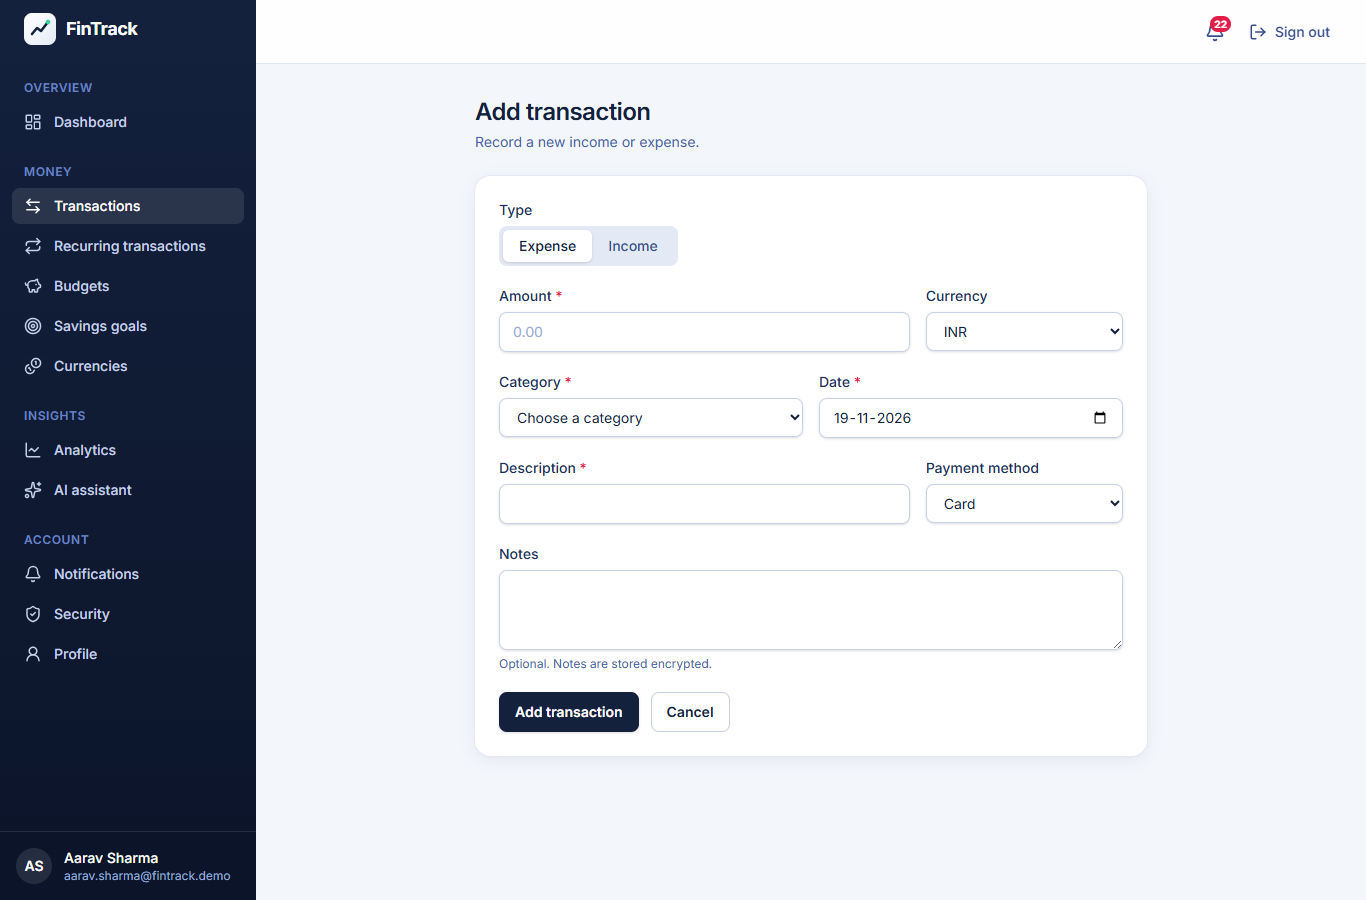 FinTrack
OVERVIEW
Dashboard
MONEY
Transactions
Recurring transactions
Budgets
Savings goals
Currencies
INSIGHTS
Analytics
AI assistant
ACCOUNT
Notifications
Security
Profile
AS
Aarav Sharma
aarav.sharma@fintrack.demo
22
Sign out
Add transaction
Record a new income or expense.
Type
Expense Income
Amount * Currency
0.00 INR
Category * Date *
Choose a category 19-11-2026
Description * Payment method
Card
Notes
Optional. Notes are stored encrypted.
Add transaction Cancel